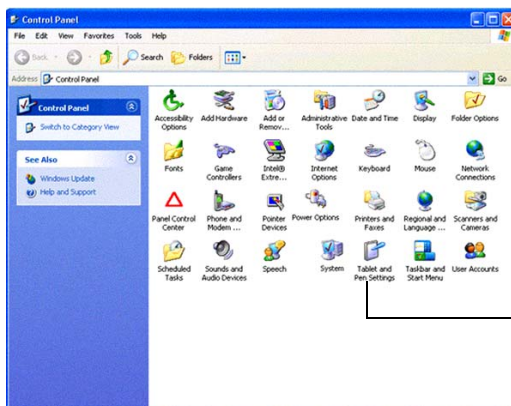 Control Panel
File Edit View Favorites Tools Help
Back Search Folders
Address Control Panel Go
Control Panel
Switch to Category View
See Also
Windows Update
Help and Support
Accessibility Options
Add Hardware
Add or Remov...
Administrative Tools
Date and Time
Display
Folder Options
Fonts
Game Controllers
Intel® Extre...
Internet Options
Keyboard
Mouse
Network Connections
Panel Control Center
Phone and Modem ...
Pointer Devices
Power Options
Printers and Faxes
Regional and Language ...
Scanners and Cameras
Scheduled Tasks
Sounds and Audio Devices
Speech
System
Tablet and Pen Settings
Taskbar and Start Menu
User Accounts